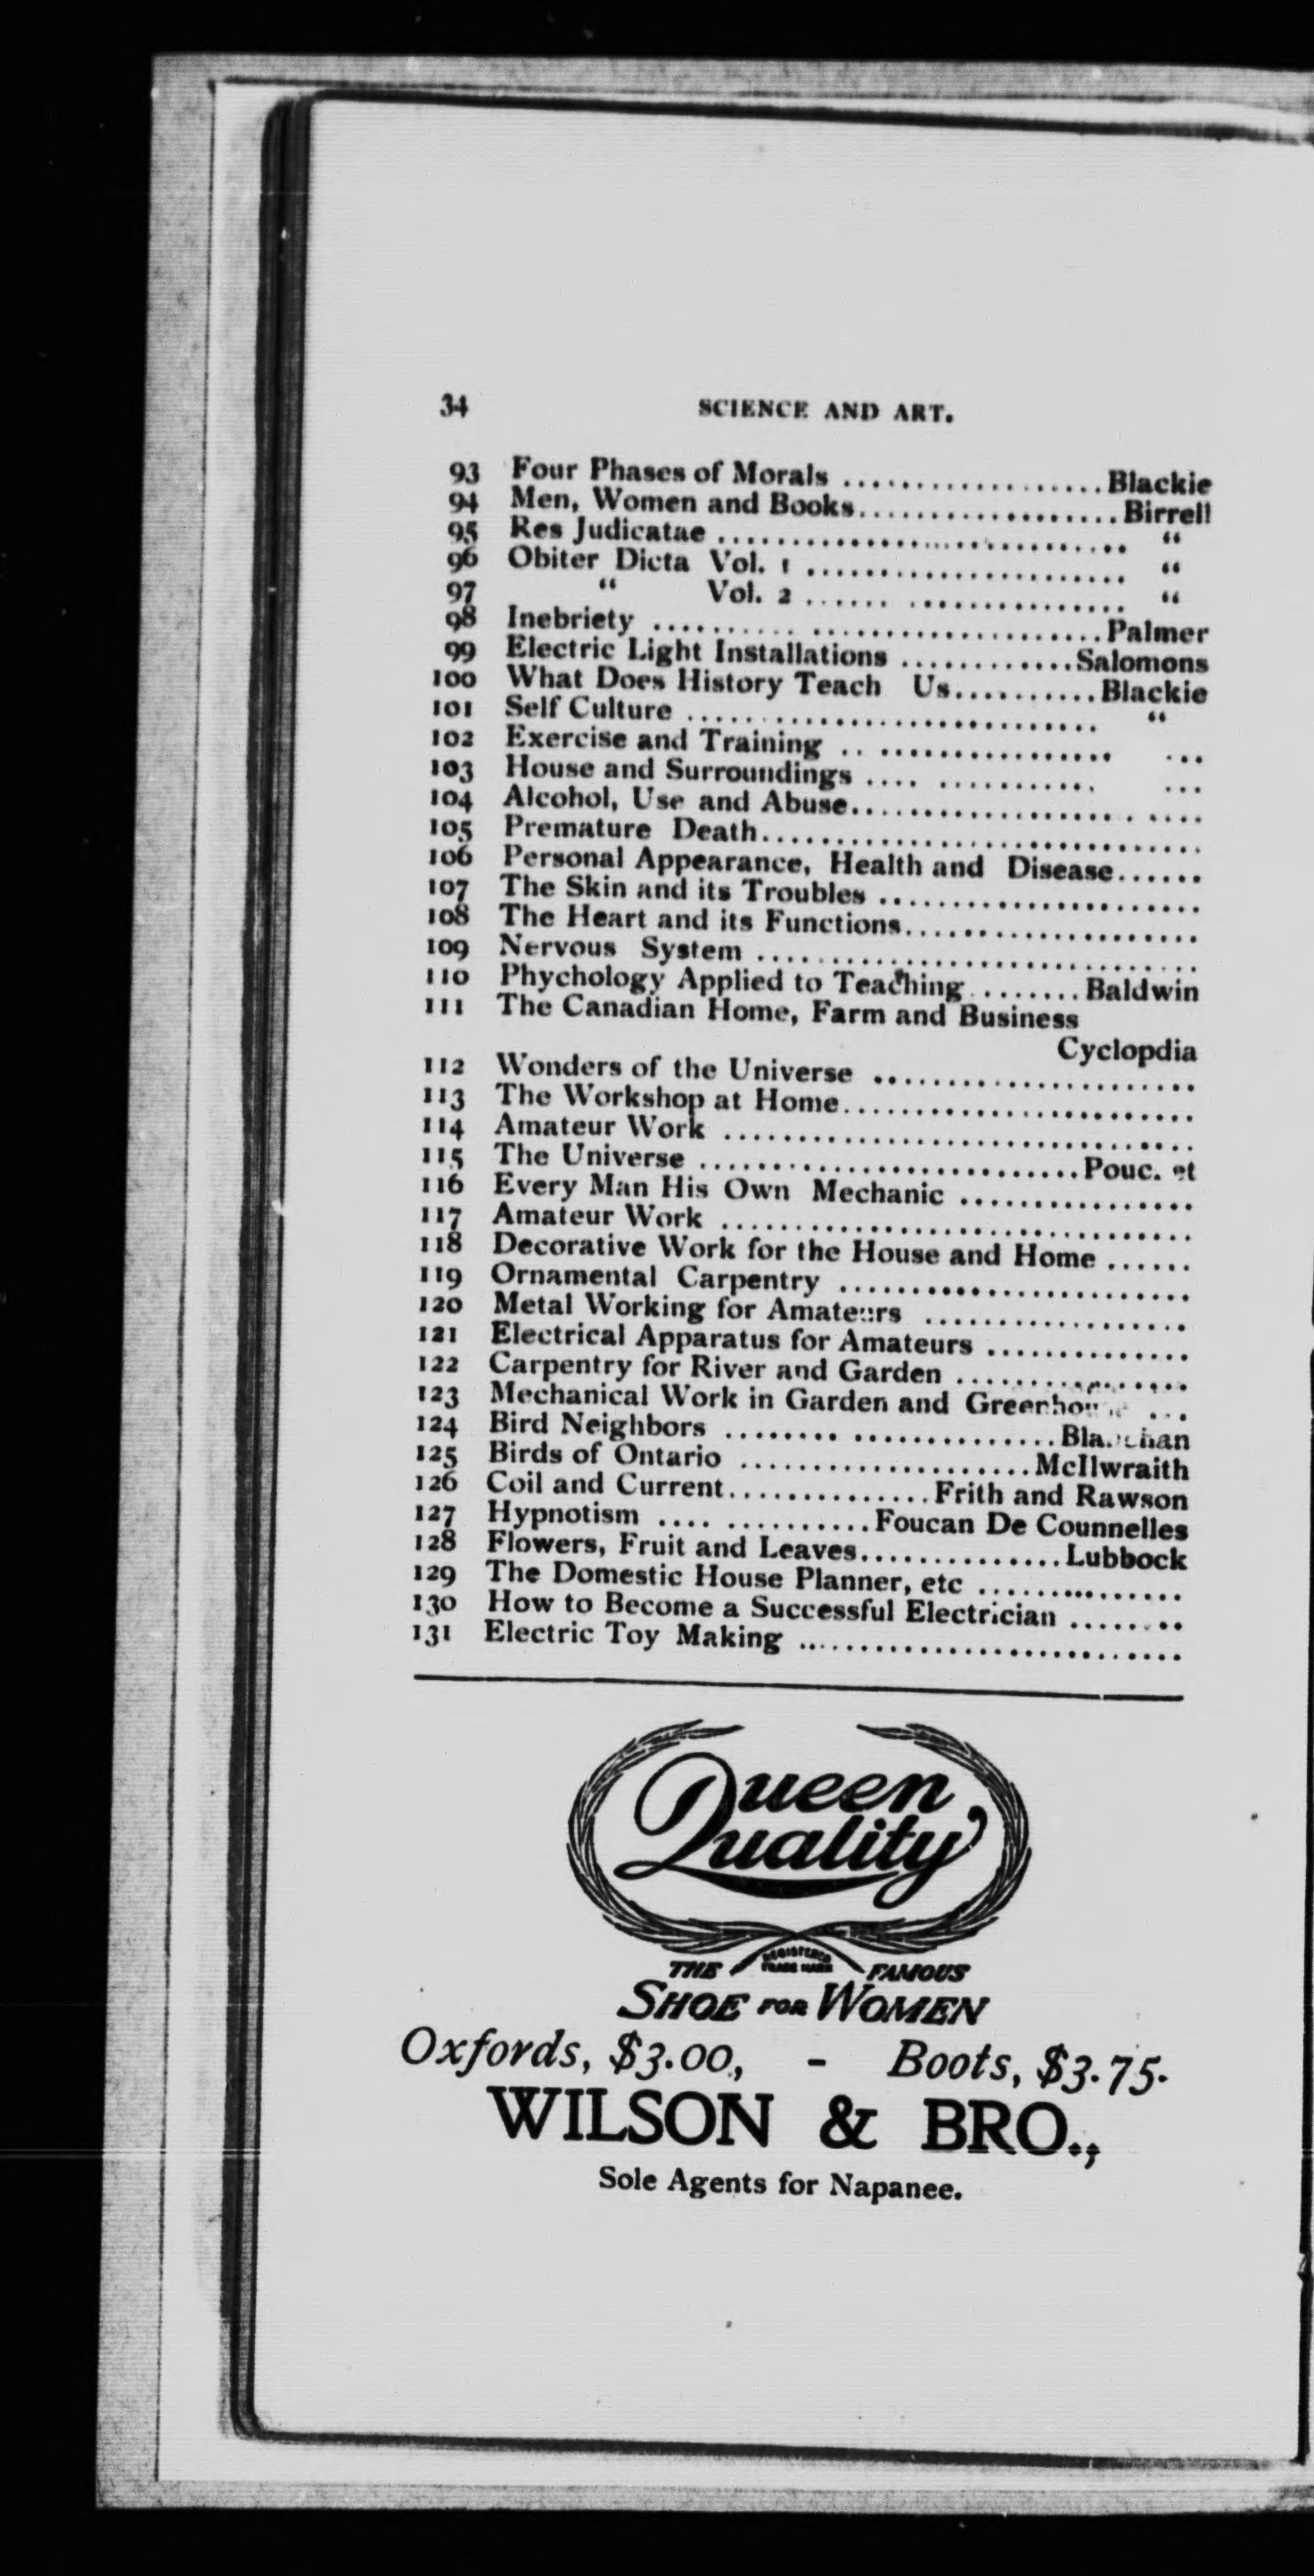 34 SCIENCE AND ART.
93 Four Phases of Morals ................... Blackie
94 Men, Women and Books................... Birrell
95 Res Judicatae .............................. "
96 Obiter Dicta Vol. 1 ........................ "
97 " Vol. 2 ...... ................. "
98 Inebriety .......... .................... Palmer
99 Electric Light Installations ............ Salomons
100 What Does History Teach Us.......... Blackie
101 Self Culture ............................. "
102 Exercise and Training .. ................ ...
103 House and Surroundings .... ........... ...
104 Alcohol, Use and Abuse........................
105 Premature Death..............................
106 Personal Appearance, Health and Disease......
107 The Skin and its Troubles ......................
108 The Heart and its Functions....................
109 Nervous System ..............................
110 Phychology Applied to Teaching........ Baldwin
111 The Canadian Home, Farm and Business
Cyclopdia
112 Wonders of the Universe ......................
113 The Workshop at Home........................
114 Amateur Work ................................
115 The Universe .......................... Pouc. et
116 Every Man His Own Mechanic ................
117 Amateur Work ................................
118 Decorative Work for the House and Home ......
119 Ornamental Carpentry ........................
120 Metal Working for Amateurs ..................
121 Electrical Apparatus for Amateurs ..............
122 Carpentry for River and Garden ................
123 Mechanical Work in Garden and ...
124 Bird Neighbors ........ ..............
125 Birds of Ontario .................... McIlwraith
126 Coil and Current.............. Frith and Rawson
127 Hypnotism .... .......... Foucan De Counnelles
128 Flowers, Fruit and Leaves.............. Lubbock
129 The Domestic House Planner, etc ..............
130 How to Become a Successful Electrician ........
131 Electric Toy Making ..........................
Queen
Quality
REGISTERED
TRADE MARK
THE FAMOUS
SHOE FOR WOMEN
Oxfords, $3.00, - Boots, $3.75.
WILSON & BRO.,
Sole Agents for Napanee.